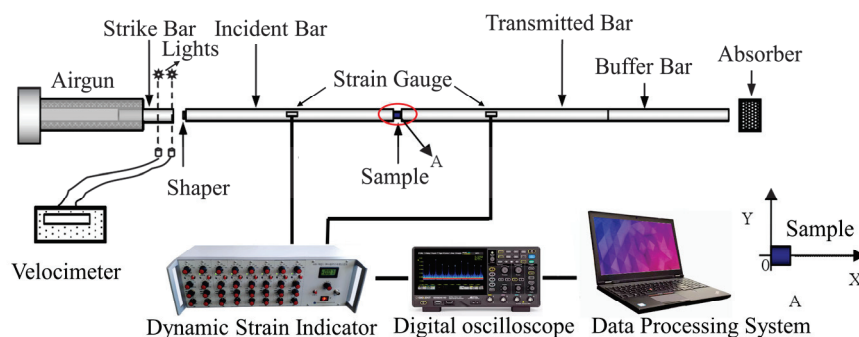 Strike Bar
Incident Bar
Transmitted Bar
Lights
Absorber
Airgun
Strain Gauge
Buffer Bar
A
Shaper
Sample
Y
Sample
Velocimeter
0
X
A
Dynamic Strain Indicator
Digital oscilloscope
Data Processing System